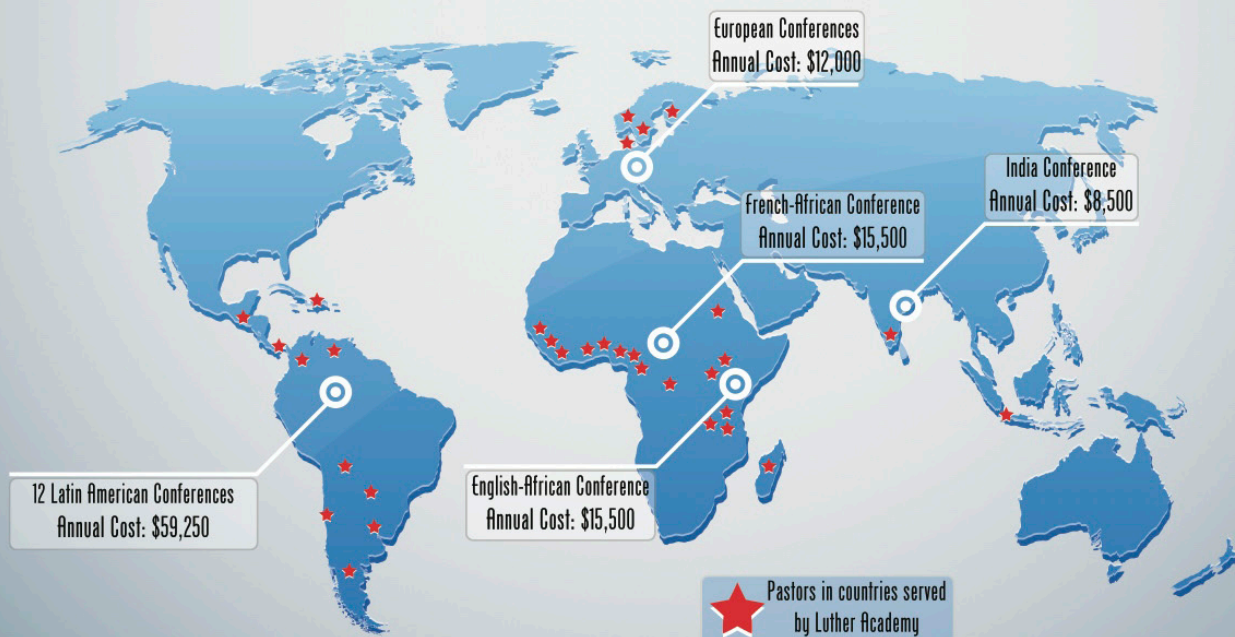 European Conferences
Annual Cost: $12,000
India Conference
Annual Cost: $8,500
French-African Conference
Annual Cost: $15,500
12 Latin American Conferences
Annual Cost: $59,250
English-African Conference
Annual Cost: $15,500
Pastors in countries served
by Luther Academy